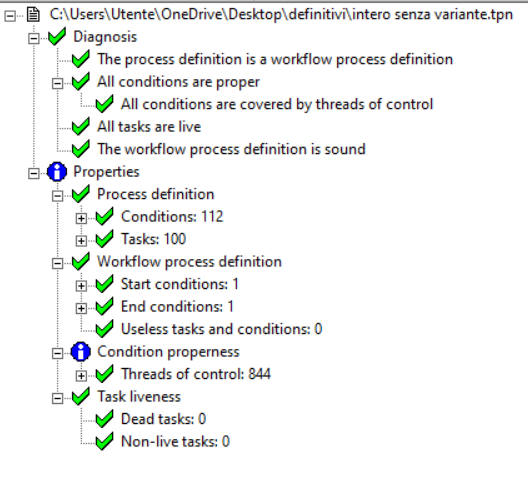 C:\Users\Utente\OneDrive\Desktop\definitivi\intero senza variante.tpn
Diagnosis
The process definition is a workflow process definition
All conditions are proper
All conditions are covered by threads of control
All tasks are live
The workflow process definition is sound
Properties
Process definition
Conditions: 112
Tasks: 100
Workflow process definition
Start conditions: 1
End conditions: 1
Useless tasks and conditions: 0
Condition properness
Threads of control: 844
Task liveness
Dead tasks: 0
Non-live tasks: 0